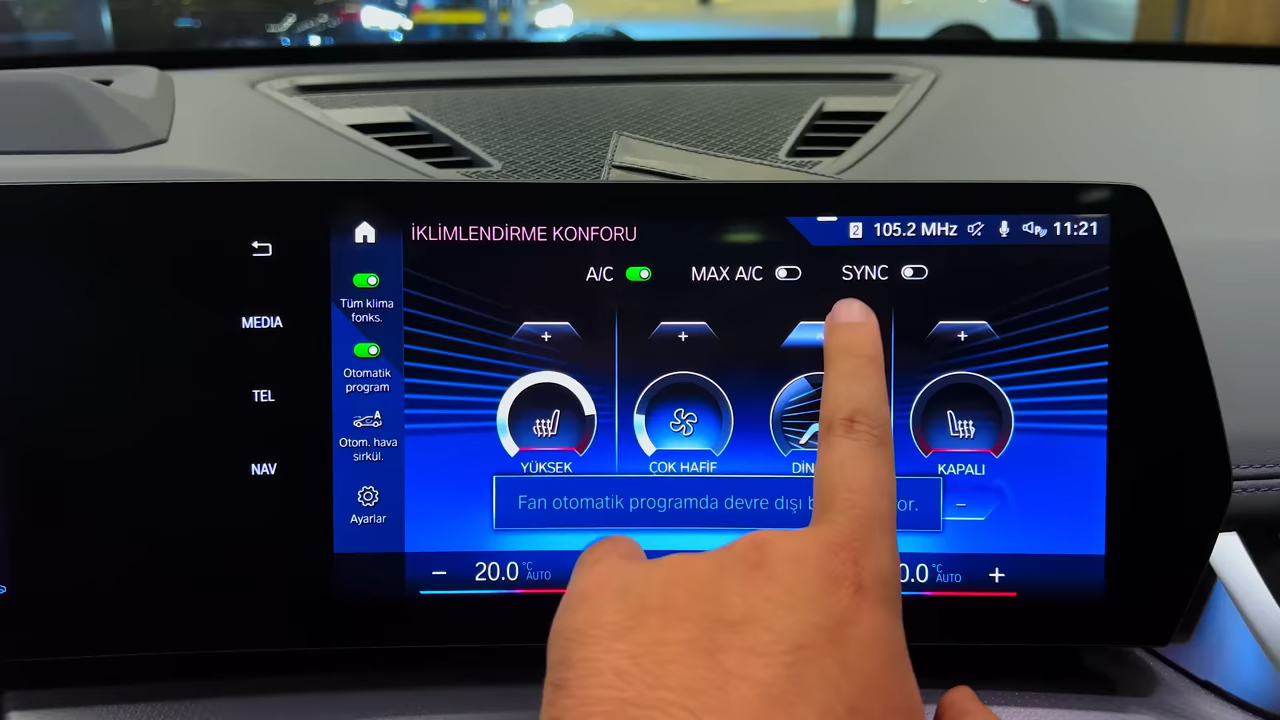 İKLİMLENDİRME KONFORU
2 105.2 MHz 11:21
A/C MAX A/C SYNC
MEDIA
TEL
NAV
Tüm klima
fonks.
Otomatik
program
A
Otom. hava
sirkül.
Ayarlar
+ + +
YÜKSEK ÇOK HAFİF DİN KAPALI
Fan otomatik programda devre dışı b or.
−
− 20.0 °C AUTO
0.0 °C AUTO +